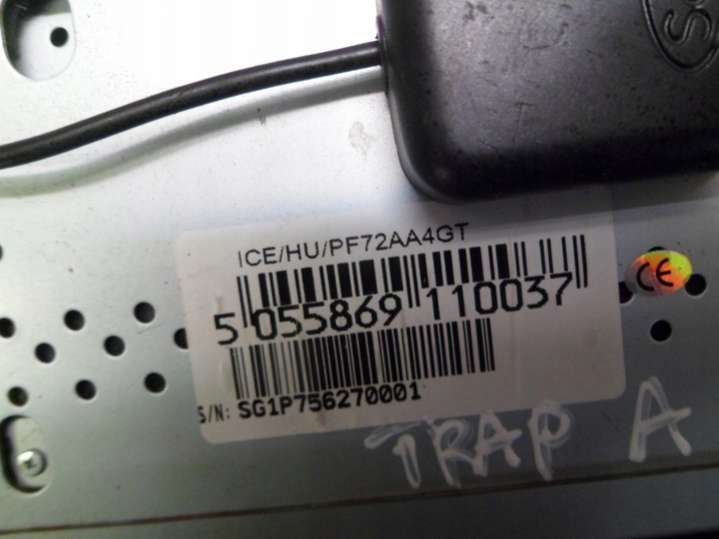 ICE/HU/PF72AA4GT
5 055869 110037
S/N: SG1P756270001
CE
TRAP A